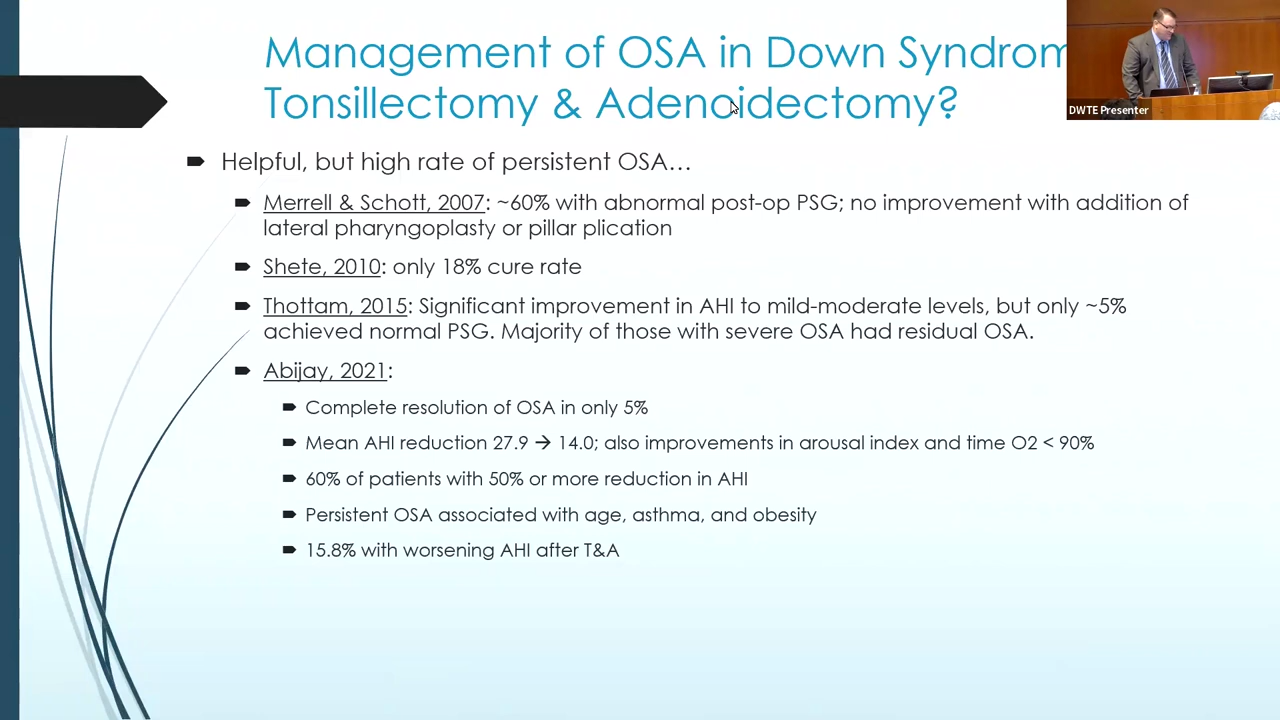 Management of OSA in Down Syndrom
Tonsillectomy & Adenoidectomy?
DWTE Presenter
Helpful, but high rate of persistent OSA…
Merrell & Schott, 2007: ~60% with abnormal post-op PSG; no improvement with addition of
lateral pharyngoplasty or pillar plication
Shete, 2010: only 18% cure rate
Thottam, 2015: Significant improvement in AHI to mild-moderate levels, but only ~5%
achieved normal PSG. Majority of those with severe OSA had residual OSA.
Abijay, 2021:
Complete resolution of OSA in only 5%
Mean AHI reduction 27.9 → 14.0; also improvements in arousal index and time O2 < 90%
60% of patients with 50% or more reduction in AHI
Persistent OSA associated with age, asthma, and obesity
15.8% with worsening AHI after T&A